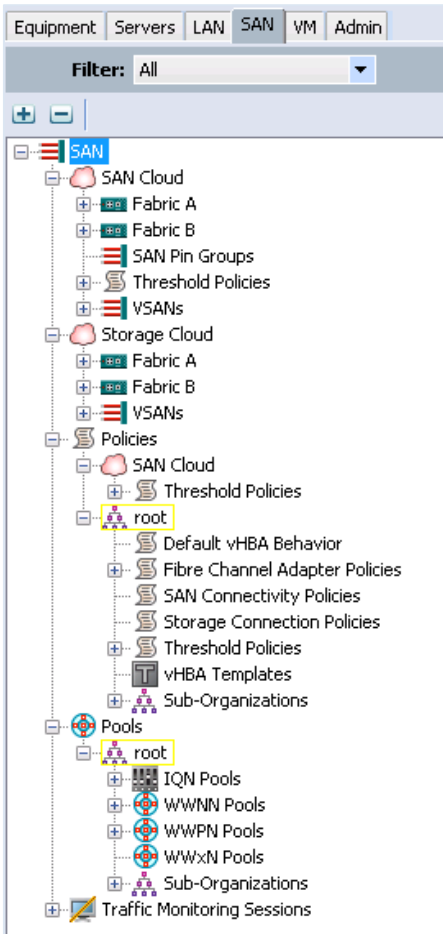 Equipment Servers LAN SAN VM Admin
Filter: All
SAN
SAN Cloud
Fabric A
Fabric B
SAN Pin Groups
Threshold Policies
VSANs
Storage Cloud
Fabric A
Fabric B
VSANs
Policies
SAN Cloud
Threshold Policies
root
Default vHBA Behavior
Fibre Channel Adapter Policies
SAN Connectivity Policies
Storage Connection Policies
Threshold Policies
vHBA Templates
Sub-Organizations
Pools
root
IQN Pools
WWNN Pools
WWPN Pools
WWxN Pools
Sub-Organizations
Traffic Monitoring Sessions